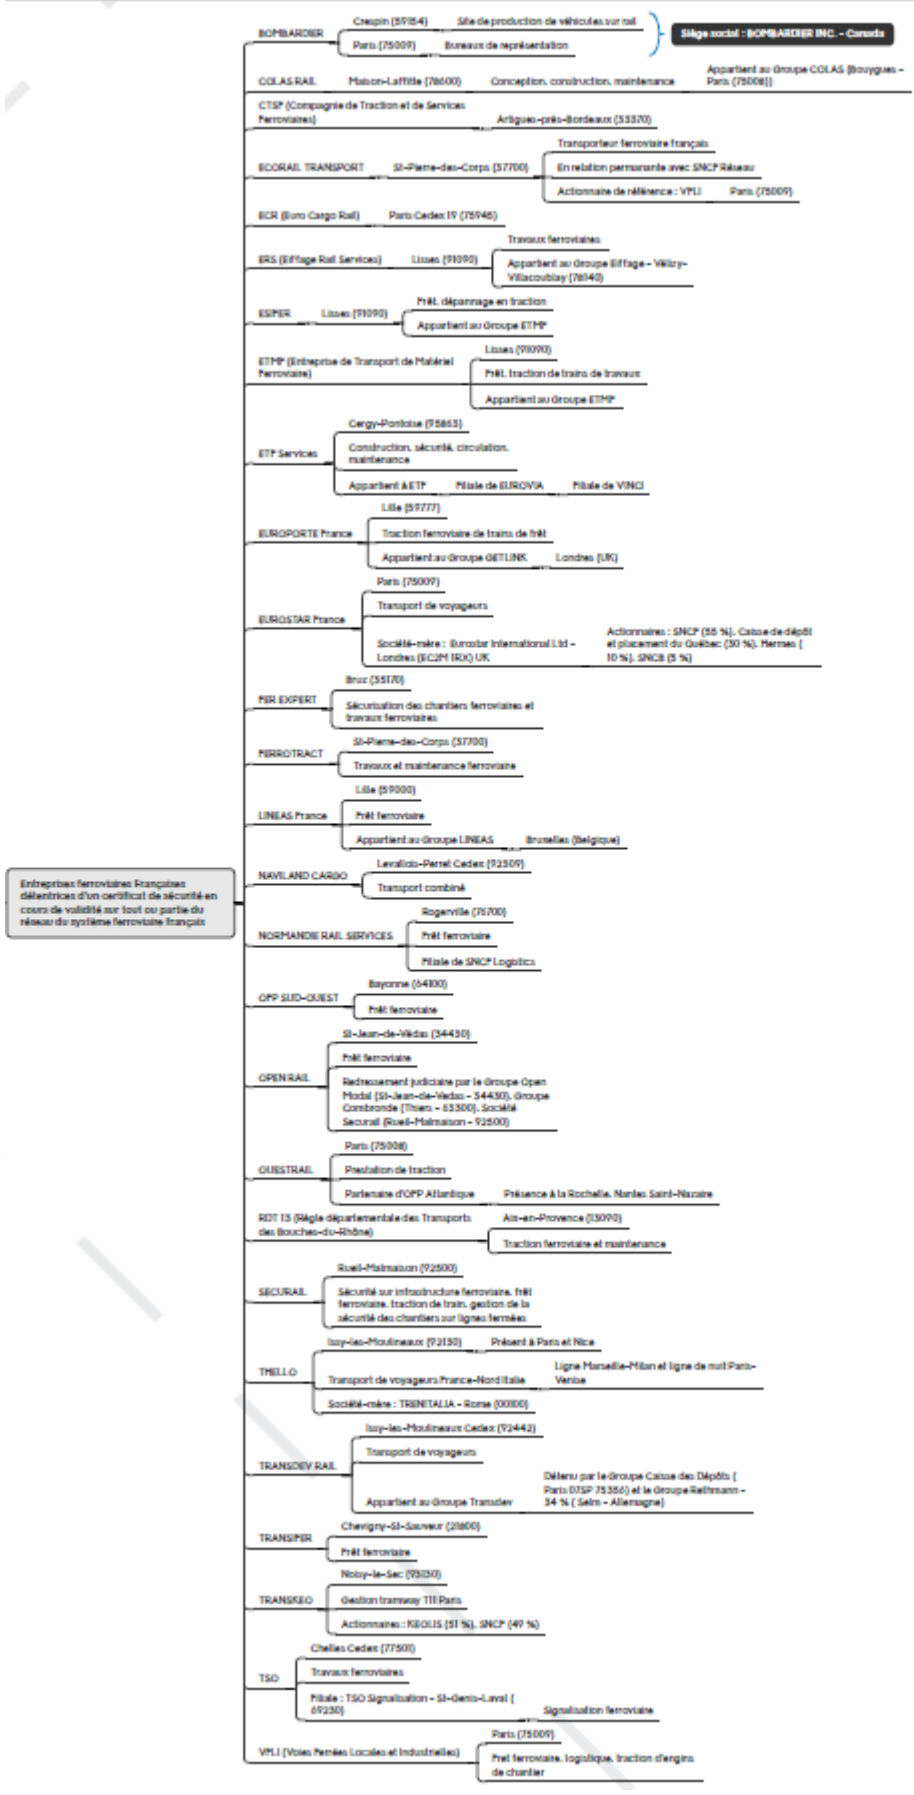 Crespin (59154)
Site de production de véhicules sur rail
BOMBARDIER
Siège social : BOMBARDIER INC. - Canada
Paris (75009)
Bureaux de représentation
COLAS RAIL
Maison-Laffitte (78600)
Conception, construction, maintenance
Appartient au Groupe COLAS (Bouygues -
Paris (75008))
CTSF (Compagnie de Traction et de Services
Ferroviaires)
Artigues-près-Bordeaux (33370)
Transporteur ferroviaire français
ECORAIL TRANSPORT
St-Pierre-des-Corps (37700)
En relation permanante avec SNCF Réseau
Actionnaire de référence : VFLI
Paris (75009)
ECR (Euro Cargo Rail)
Paris Cedex 19 (75945)
Travaux ferroviaires
ERS (Eiffage Rail Services)
Lisses (91090)
Appartient au Groupe Eiffage - Vélizy-
Villacoublay (78140)
Prêt, dépannage en traction
ESIFER
Lisses (91090)
Appartient au Groupe ETMF
Lisses (91090)
ETMF (Entreprise de Transport de Matériel
Ferroviaire)
Prêt, traction de trains de travaux
Appartient au Groupe ETMF
Cergy-Pontoise (95863)
Construction, sécurité, circulation,
maintenance
ETF Services
Appartient à ETF
Filiale de EUROVIA
Filiale de VINCI
Lille (59777)
EUROPORTE France
Traction ferroviaire de trains de frêt
Appartient au Groupe GETLINK
Londres (UK)
Paris (75009)
Transport de voyageurs
EUROSTAR France
Société-mère : Eurostar International Ltd -
Londres (EC2M 1RX) UK
Actionnaires : SNCF (55 %), Caisse de dépôt
et placement du Québec (30 %), Hermes (
10 %), SNCB (5 %)
Bruz (35170)
FER EXPERT
Sécurisation des chantiers ferroviaires et
travaux ferroviaires
St-Pierre-des-Corps (37700)
FERROTRACT
Travaux et maintenance ferroviaire
Lille (59000)
LINEAS France
Frêt ferroviaire
Appartient au Groupe LINEAS
Bruxelles (Belgique)
Levallois-Perret Cedex (92309)
NAVILAND CARGO
Transport combiné
Entreprises ferroviaires Françaises
détentrices d'un certificat de sécurité en
cours de validité sur tout ou partie du
réseau du système ferroviaire français
Rogerville (76700)
NORMANDIE RAIL SERVICES
Frêt ferroviaire
Filiale de SNCF Logistics
Bayonne (64100)
OFP SUD-OUEST
Frêt ferroviaire
St-Jean-de-Védas (34430)
Frêt ferroviaire
OPEN RAIL
Redressement judiciaire par le Groupe Open
Modal (St-Jean-de-Vedas - 34430), Groupe
Combronde (Thiers - 63300), Société
Securail (Rueil-Malmaison - 92500)
Paris (75008)
OUESTRAIL
Prestation de traction
Partenaire d'OFP Atlantique
Présence à la Rochelle, Nantes Saint-Nazaire
RDT 13 (Règle départementale des Transports
des Bouches-du-Rhône)
Aix-en-Provence (13090)
Traction ferroviaire et maintenance
Rueil-Malmaison (92500)
SECURAIL
Sécurité sur infrastructure ferroviaire, frêt
ferroviaire, traction de train, gestion de la
sécurité des chantiers sur lignes fermées
Issy-les-Moulineaux (92130)
Présent à Paris et Nice
THELLO
Transport de voyageurs France-Nord Italie
Ligne Marseille-Milan et ligne de nuit Paris-
Venise
Société-mère : TRENITALIA - Rome (00100)
Issy-les-Moulineaux Cedex (92442)
Transport de voyageurs
TRANSDEV RAIL
Appartient au Groupe Transdev
Détenu par le Groupe Caisse des Dépôts (
Paris 07SP 75356) et le Groupe Rethmann -
34 % ( Selm - Allemagne)
Chevigny-St-Sauveur (21800)
TRANSIFER
Frêt ferroviaire
Noisy-le-Sec (93130)
TRANSKEO
Gestion tramway T11 Paris
Actionnaires : KEOLIS (51 %), SNCF (49 %)
Chelles Cedex (77501)
Travaux ferroviaires
TSO
Filiale : TSO Signalisation - St-Genis-Laval (
69230)
Signalisation ferroviaire
Paris (75009)
VFLI (Voies Ferrées Locales et Industrielles)
Fret ferroviaire, logistique, traction d'engins
de chantier